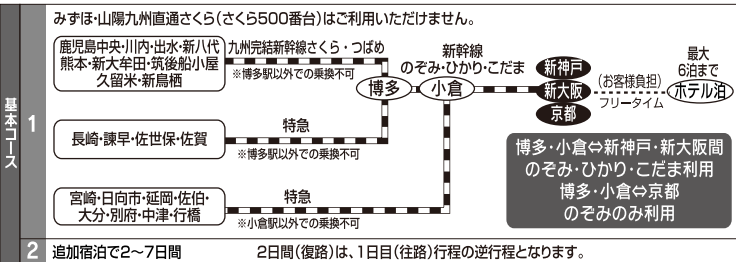 みずほ・山陽九州直通さくら（さくら500番台）はご利用いただけません。
基本コース
1
鹿児島中央・川内・出水・新八代
熊本・新大牟田・筑後船小屋
久留米・新鳥栖
九州完結新幹線さくら・つばめ
※博多駅以外での乗換不可
博多
新幹線
のぞみ・ひかり・こだま
小倉
新神戸
新大阪
京都
（お客様負担）
フリータイム
最大
6泊まで
ホテル泊
長崎・諫早・佐世保・佐賀
特急
※博多駅以外での乗換不可
宮崎・日向市・延岡・佐伯・
大分・別府・中津・行橋
特急
※小倉駅以外での乗換不可
博多・小倉⇔新神戸・新大阪間
のぞみ・ひかり・こだま利用
博多・小倉⇔京都
のぞみのみ利用
2
追加宿泊で2〜7日間
2日間（復路）は、1日目（往路）行程の逆行程となります。